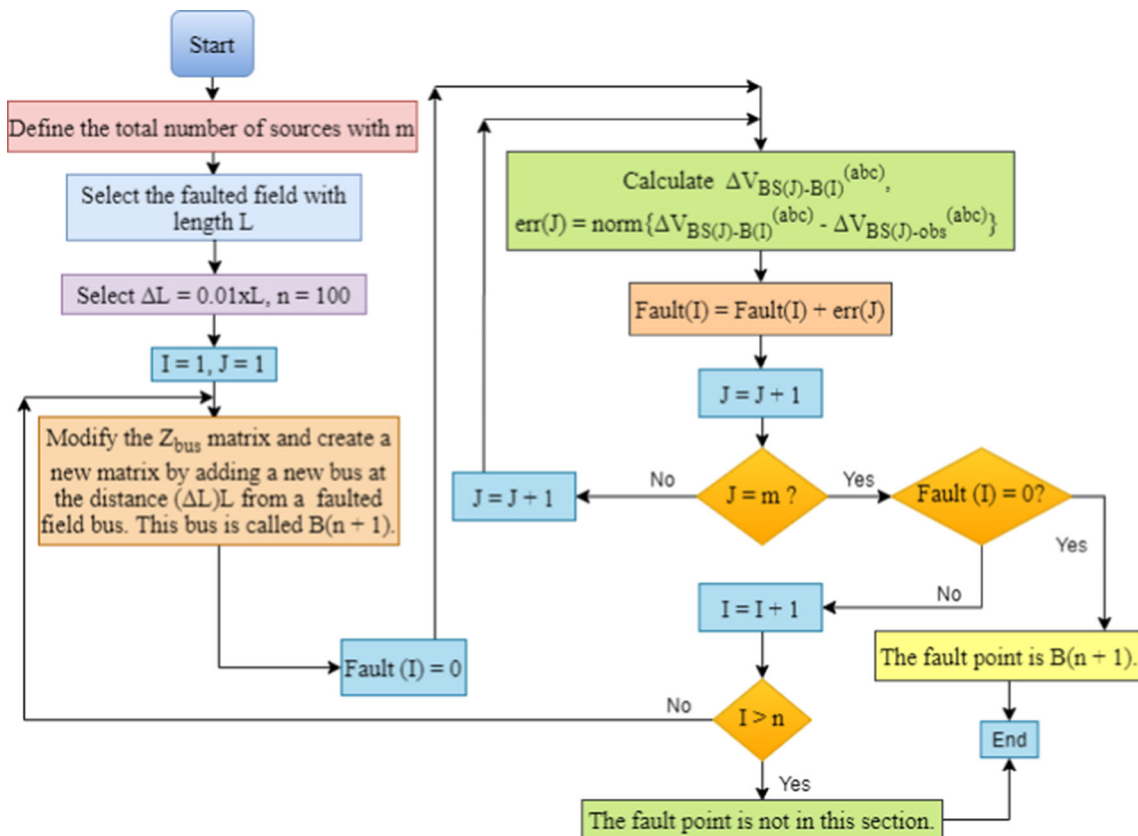 Start
Define the total number of sources with m
Select the faulted field with
length L
Select ΔL = 0.01xL, n = 100
I = 1, J = 1
Modify the Z_bus matrix and create a
new matrix by adding a new bus at
the distance (ΔL)L from a faulted
field bus. This bus is called B(n + 1).
Fault (I) = 0
Calculate ΔV_BS(J)-B(I)^(abc),
err(J) = norm{ΔV_BS(J)-B(I)^(abc) - ΔV_BS(J)-obs^(abc)}
Fault(I) = Fault(I) + err(J)
J = J + 1
J = m ?
No
J = J + 1
Yes
Fault (I) = 0?
Yes
No
I = I + 1
The fault point is B(n + 1).
I > n
No
End
Yes
The fault point is not in this section.